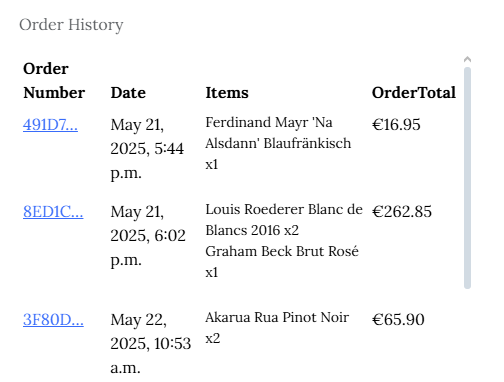 Order History
Order
Number
Date
Items
OrderTotal
491D7...
May 21,
2025, 5:44
p.m.
Ferdinand Mayr 'Na
Alsdann' Blaufränkisch
x1
€16.95
8ED1C...
May 21,
2025, 6:02
p.m.
Louis Roederer Blanc de
Blancs 2016 x2
Graham Beck Brut Rosé
x1
€262.85
3F80D...
May 22,
2025, 10:53
a.m.
Akarua Rua Pinot Noir
x2
€65.90